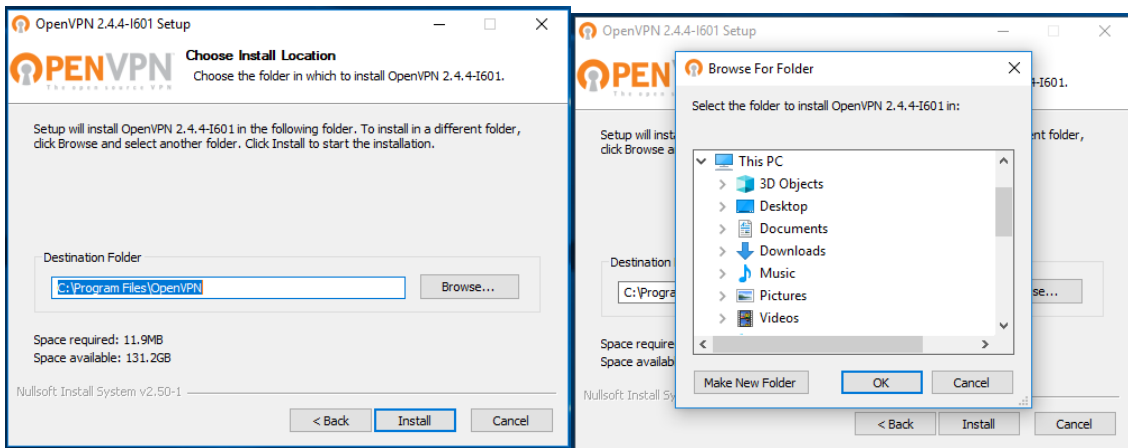 OpenVPN 2.4.4-I601 Setup
OPENVPN
The open source VPN
Choose Install Location
Choose the folder in which to install OpenVPN 2.4.4-I601.
Setup will install OpenVPN 2.4.4-I601 in the following folder. To install in a different folder,
click Browse and select another folder. Click Install to start the installation.
Destination Folder
C:\Program Files\OpenVPN
Browse...
Space required: 11.9MB
Space available: 131.2GB
Nullsoft Install System v2.50-1
< Back Install Cancel
OpenVPN 2.4.4-I601 Setup
OPEN
Browse For Folder
-I601.
Select the folder to install OpenVPN 2.4.4-I601 in:
Setup will inst
nt folder,
click Browse a
This PC
3D Objects
Desktop
Documents
Downloads
Music
Pictures
Videos
Destination
C:\Progra
se...
Space require
Space availab
Make New Folder OK Cancel
Nullsoft Install Sy
< Back Install Cancel